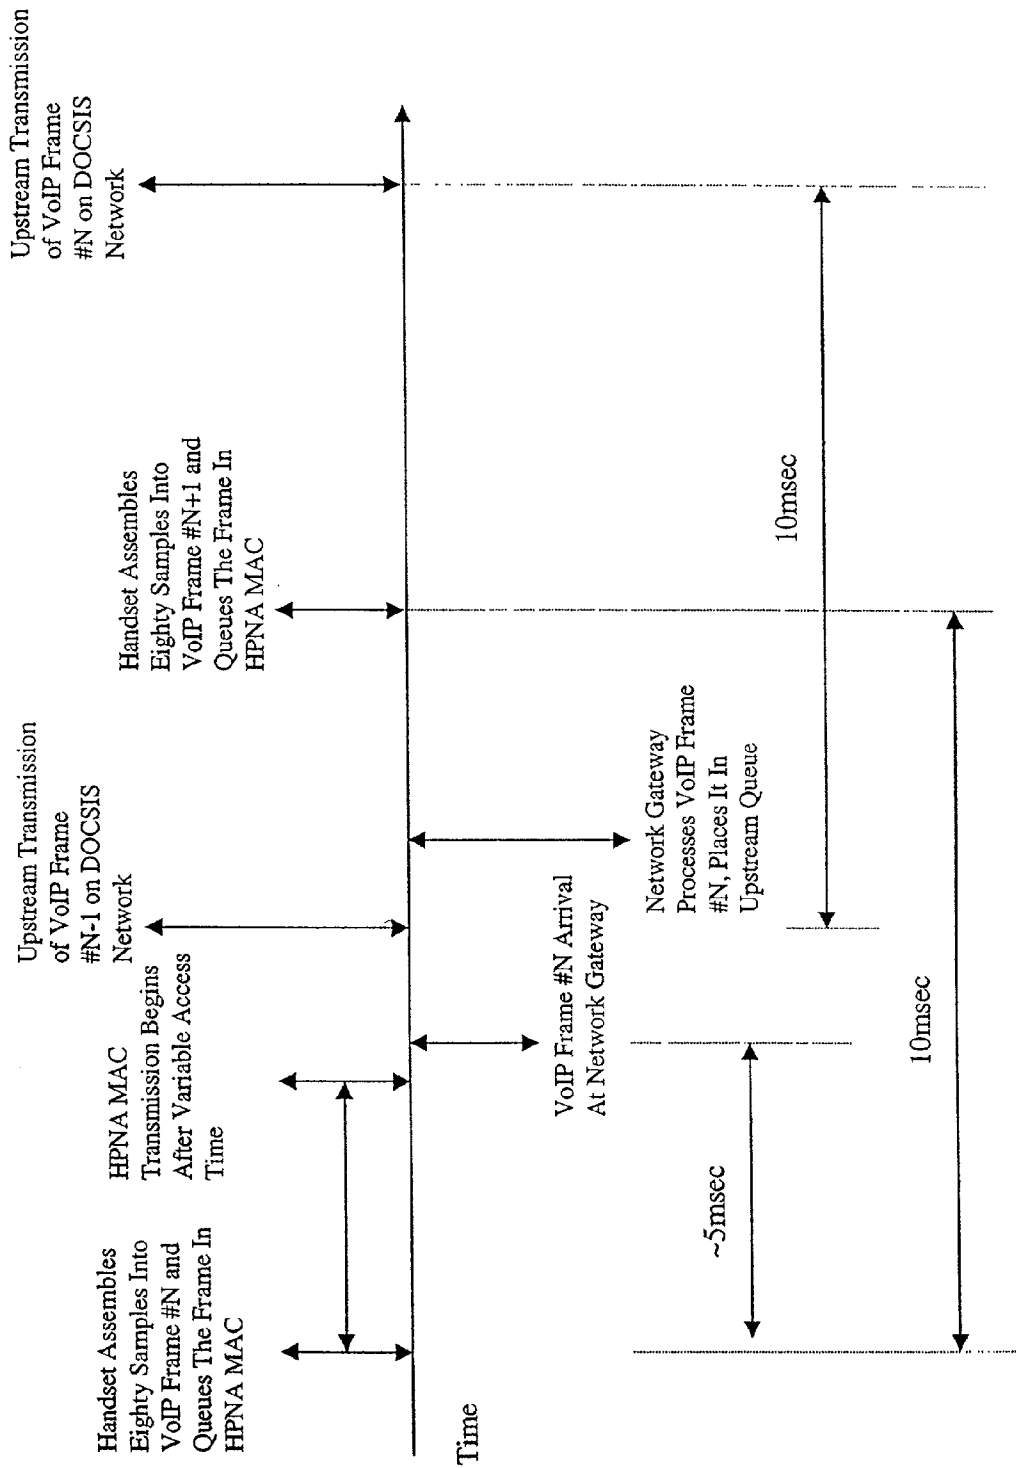 Handset Assembles
Eighty Samples Into
VoIP Frame #N and
Queues The Frame In
HPNA MAC
HPNA MAC
Transmission Begins
After Variable Access
Time
Upstream Transmission
of VoIP Frame
#N-1 on DOCSIS
Network
Handset Assembles
Eighty Samples Into
VoIP Frame #N+1 and
Queues The Frame In
HPNA MAC
Upstream Transmission
of VoIP Frame
#N on DOCSIS
Network
Time
VoIP Frame #N Arrival
At Network Gateway
Network Gateway
Processes VoIP Frame
#N, Places It In
Upstream Queue
~5msec
10msec
10msec